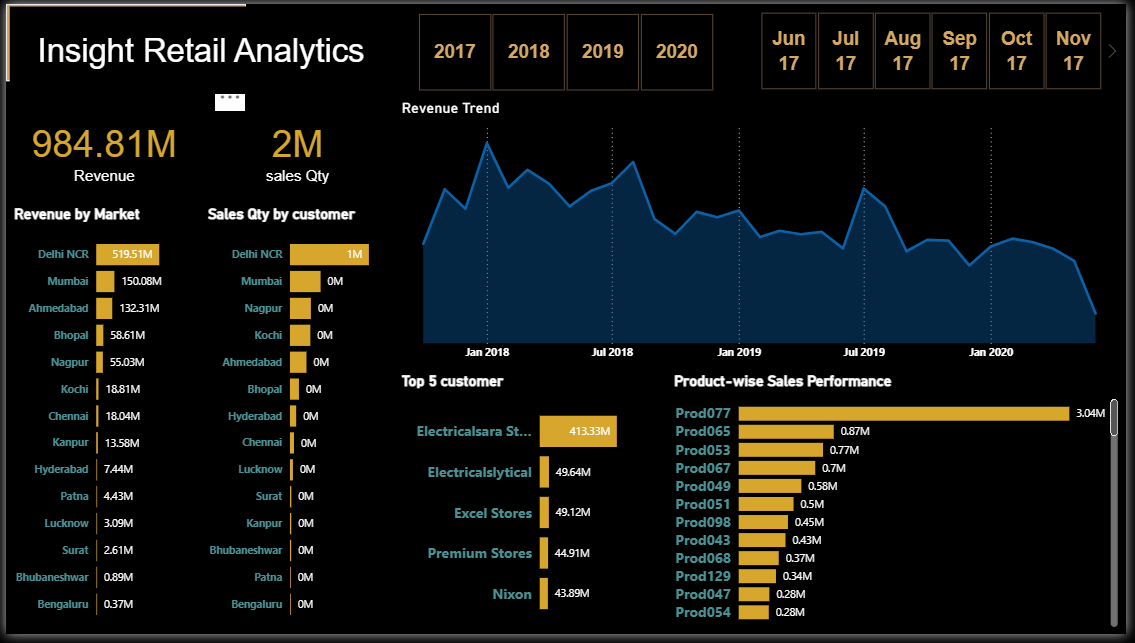 Insight Retail Analytics
2017 2018 2019 2020
Jun 17 Jul 17 Aug 17 Sep 17 Oct 17 Nov 17
984.81M
Revenue
2M
sales Qty
Revenue by Market
Delhi NCR 519.51M
Mumbai 150.08M
Ahmedabad 132.31M
Bhopal 58.61M
Nagpur 55.03M
Kochi 18.81M
Chennai 18.04M
Kanpur 13.58M
Hyderabad 7.44M
Patna 4.43M
Lucknow 3.09M
Surat 2.61M
Bhubaneshwar 0.89M
Bengaluru 0.37M
Sales Qty by customer
Delhi NCR 1M
Mumbai 0M
Nagpur 0M
Kochi 0M
Ahmedabad 0M
Bhopal 0M
Hyderabad 0M
Chennai 0M
Lucknow 0M
Surat 0M
Kanpur 0M
Bhubaneshwar 0M
Patna 0M
Bengaluru 0M
Revenue Trend
Jan 2018 Jul 2018 Jan 2019 Jul 2019 Jan 2020
Top 5 customer
Electricalsara St... 413.33M
Electricalslytical 49.64M
Excel Stores 49.12M
Premium Stores 44.91M
Nixon 43.89M
Product-wise Sales Performance
Prod077 3.04M
Prod065 0.87M
Prod053 0.77M
Prod067 0.7M
Prod049 0.58M
Prod051 0.5M
Prod098 0.45M
Prod043 0.43M
Prod068 0.37M
Prod129 0.34M
Prod047 0.28M
Prod054 0.28M